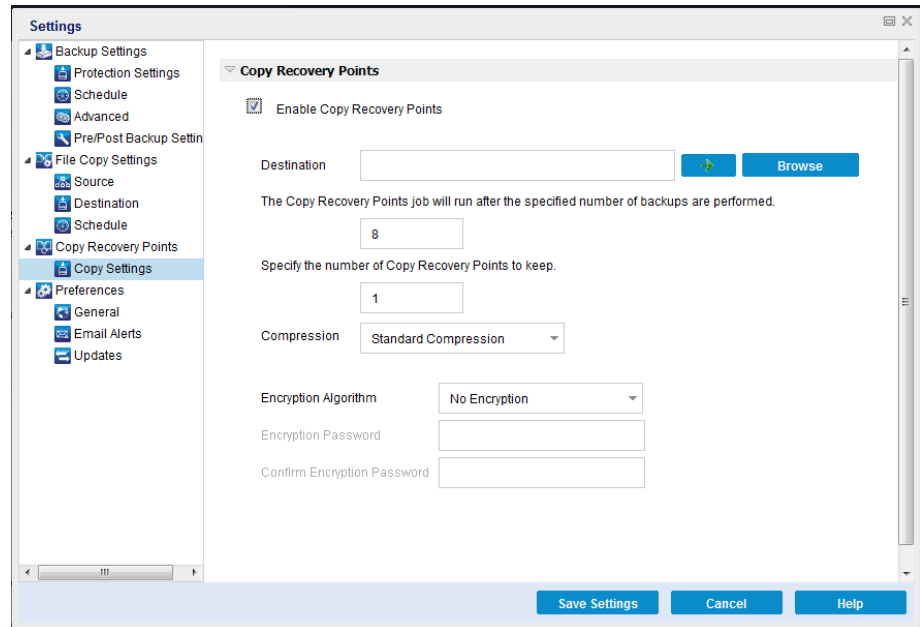 Settings
Backup Settings
Protection Settings
Schedule
Advanced
Pre/Post Backup Settin
File Copy Settings
Source
Destination
Schedule
Copy Recovery Points
Copy Settings
Preferences
General
Email Alerts
Updates
Copy Recovery Points
Enable Copy Recovery Points
Destination
Browse
The Copy Recovery Points job will run after the specified number of backups are performed.
8
Specify the number of Copy Recovery Points to keep.
1
Compression Standard Compression
Encryption Algorithm No Encryption
Encryption Password
Confirm Encryption Password
Save Settings Cancel Help